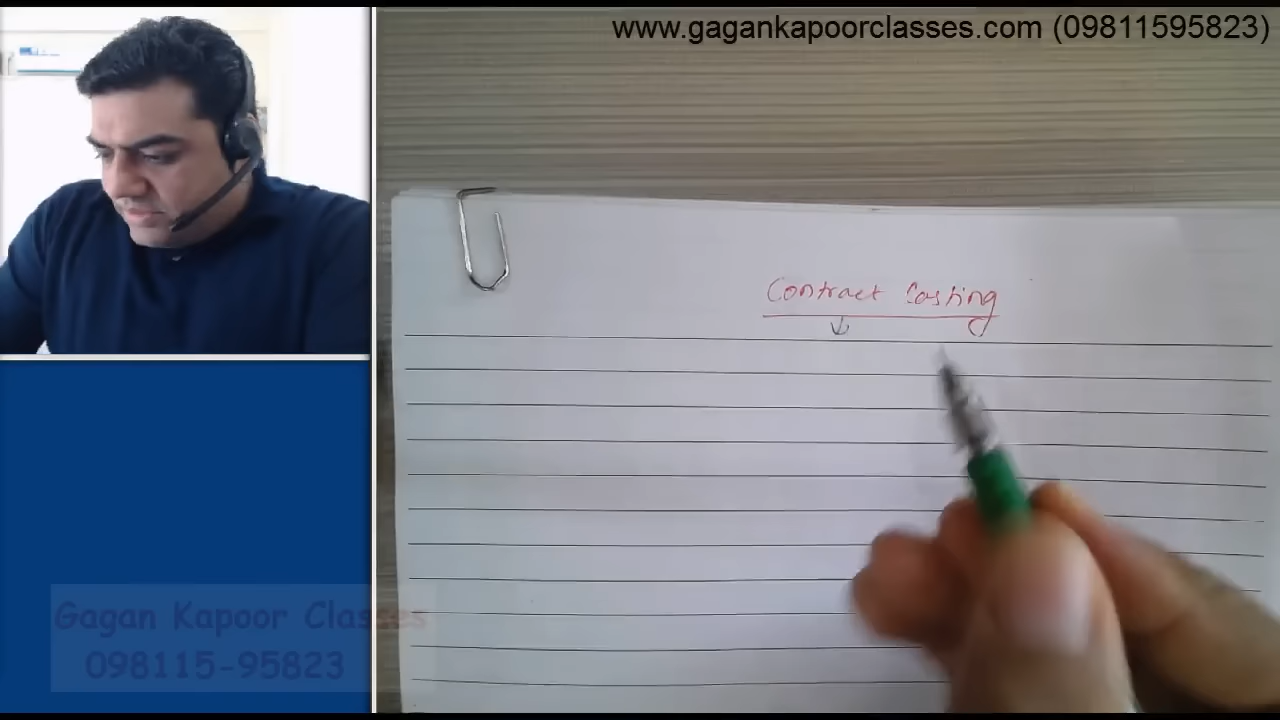 www.gagankapoorclasses.com (09811595823)
Contract Costing
Gagan Kapoor Classes
098115-95823